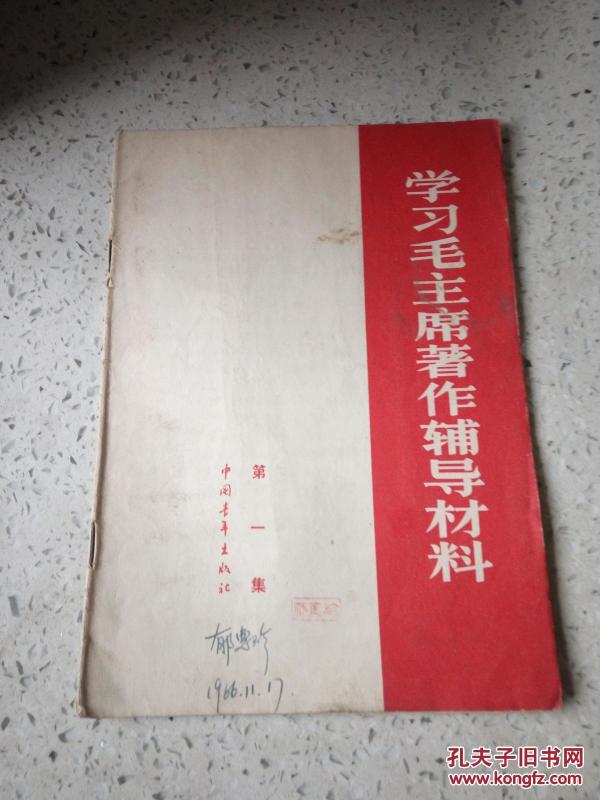 学习毛主席著作辅导材料
第一集
中国青年出版社
1966.11.17.
孔夫子旧书网
www.kongfz.com